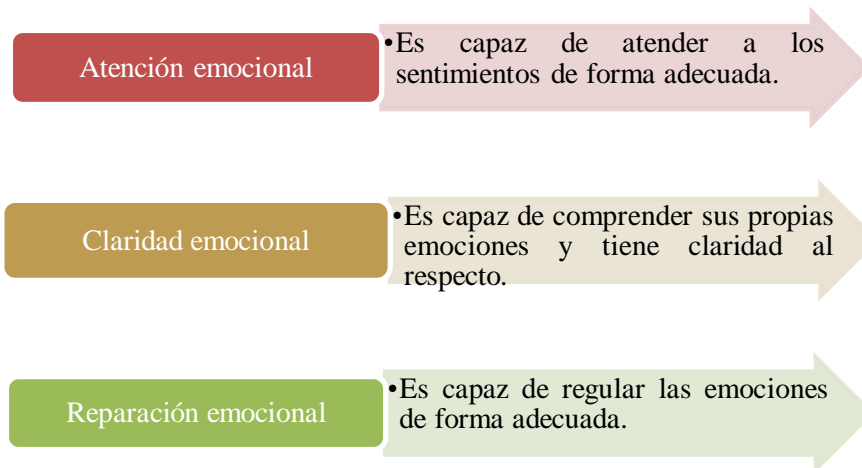 Atención emocional
•Es capaz de atender a los
sentimientos de forma adecuada.
Claridad emocional
•Es capaz de comprender sus propias
emociones y tiene claridad al
respecto.
Reparación emocional
•Es capaz de regular las emociones
de forma adecuada.